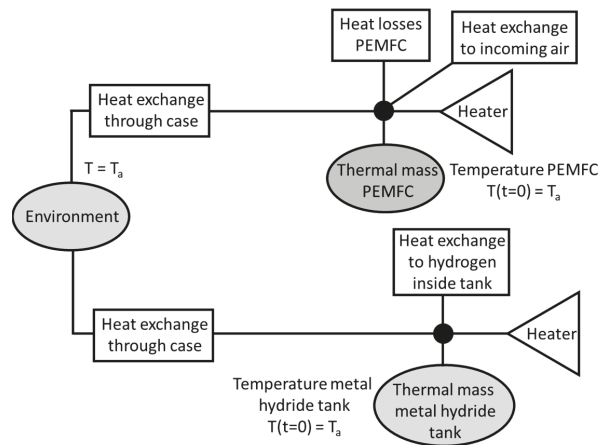 Heat losses
PEMFC
Heat exchange
to incoming air
Heat exchange
through case
Heater
T = Tₐ
Thermal mass
PEMFC
Temperature PEMFC
T(t=0) = Tₐ
Environment
Heat exchange
to hydrogen
inside tank
Heat exchange
through case
Heater
Temperature metal
hydride tank
T(t=0) = Tₐ
Thermal mass
metal hydride
tank